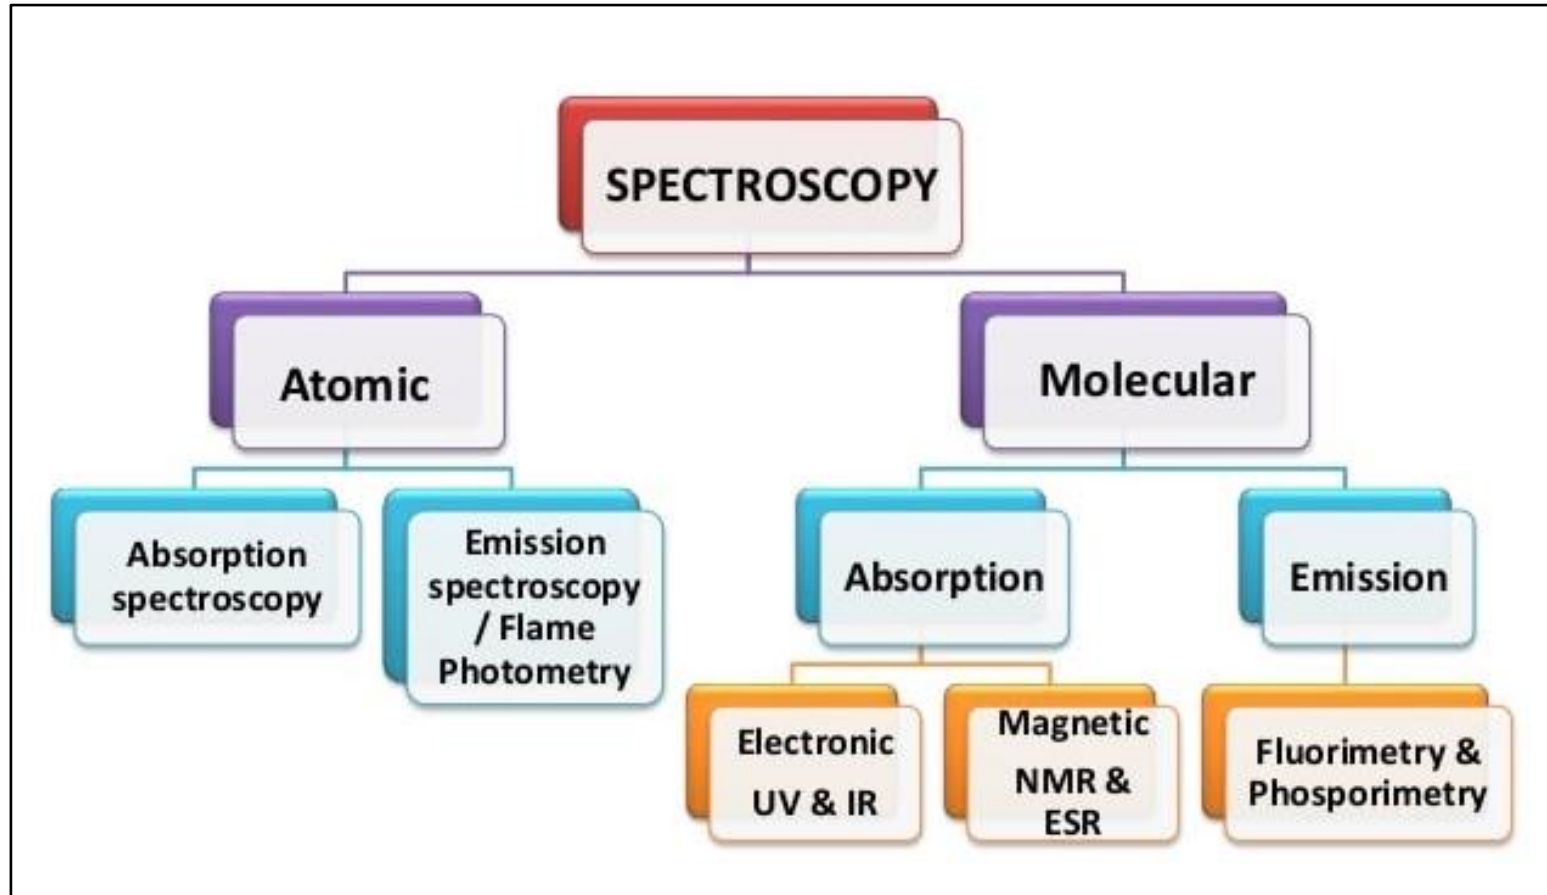 SPECTROSCOPY
Atomic
Molecular
Absorption
spectroscopy
Emission
spectroscopy
/ Flame
Photometry
Absorption
Emission
Electronic
UV & IR
Magnetic
NMR &
ESR
Fluorimetry &
Phosporimetry